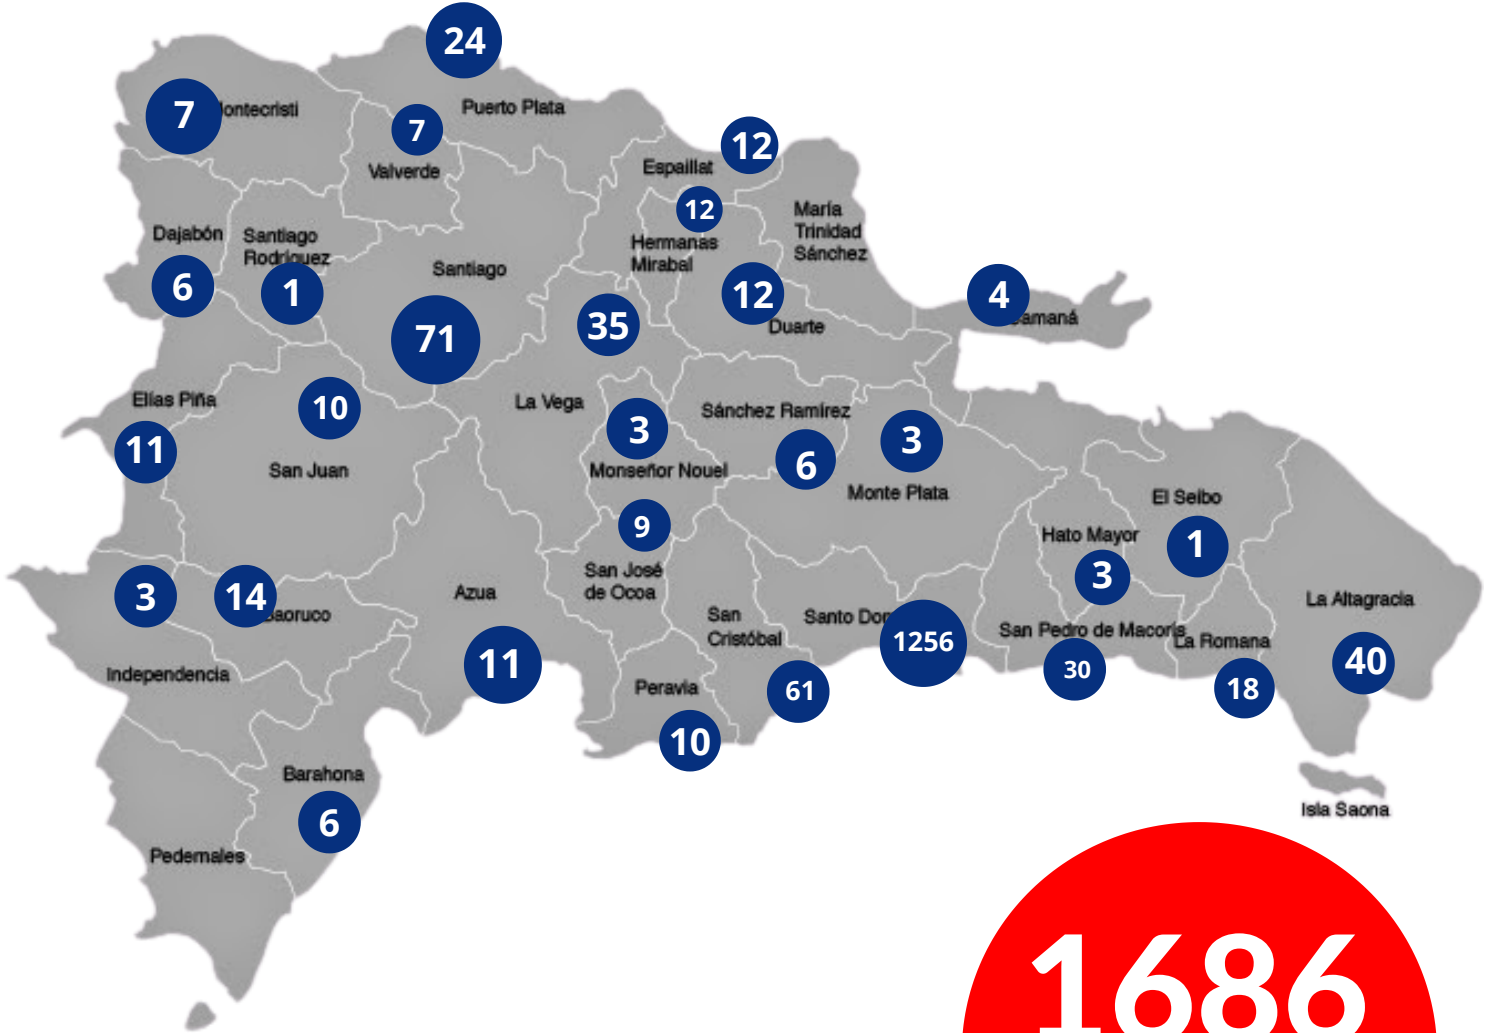 24
7
ontecristi
Puerto Plata
7
Valverde
12
Espaillat
12
María
Trinidad
Sánchez
Hermanas
Mirabal
Dajabón
6
Santiago
Rodríguez
1
Santiago
71
35
12
Duarte
4
amaná
Elías Piña
11
10
San Juan
La Vega
3
Monseñor Nouel
Sánchez Ramírez
6
3
Monte Plata
El Seibo
1
Hato Mayor
3
9
San José
de Ocoa
3
14
Baoruco
Azua
11
San
Cristóbal
61
Santo Dom
1256
San Pedro de Macorís
30
La Romana
18
La Altagracia
40
Independencia
Peravia
10
Barahona
6
Pedernales
Isla Saona
1686